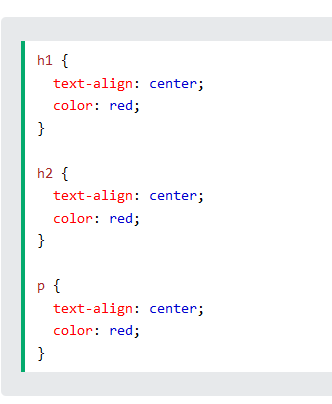 h1 {
  text-align: center;
  color: red;
}

h2 {
  text-align: center;
  color: red;
}

p {
  text-align: center;
  color: red;
}